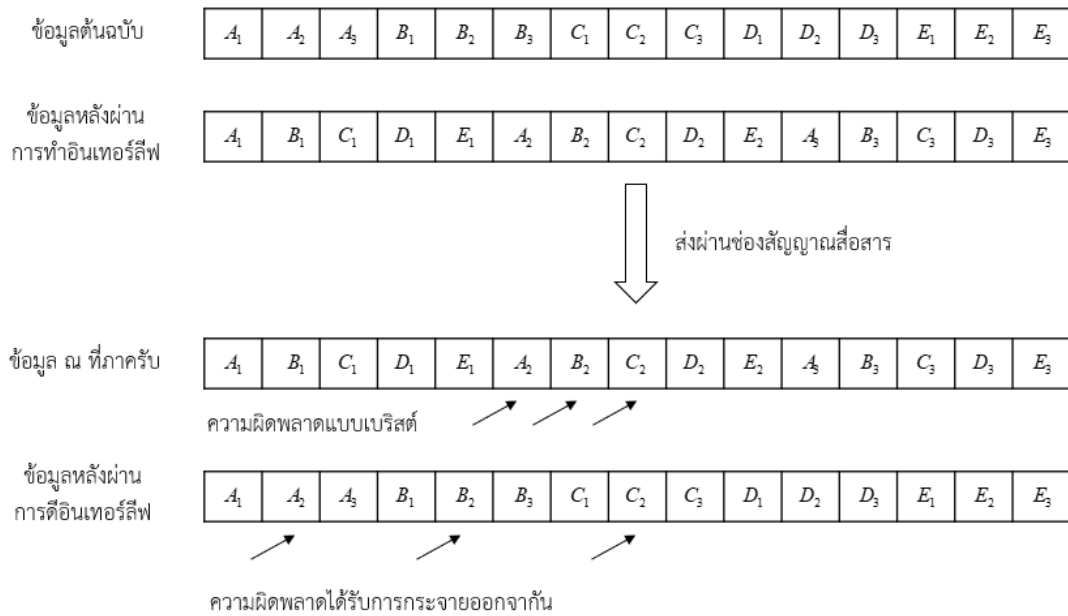 ข้อมูลต้นฉบับ A₁ A₂ A₃ B₁ B₂ B₃ C₁ C₂ C₃ D₁ D₂ D₃ E₁ E₂ E₃
ข้อมูลหลังผ่าน
การทำอินเทอร์ลีฟ A₁ B₁ C₁ D₁ E₁ A₂ B₂ C₂ D₂ E₂ A₃ B₃ C₃ D₃ E₃
ส่งผ่านช่องสัญญาณสื่อสาร
ข้อมูล ณ ที่ภาครับ A₁ B₁ C₁ D₁ E₁ A₂ B₂ C₂ D₂ E₂ A₃ B₃ C₃ D₃ E₃
ความผิดพลาดแบบเบริสต์
ข้อมูลหลังผ่าน
การดีอินเทอร์ลีฟ A₁ A₂ A₃ B₁ B₂ B₃ C₁ C₂ C₃ D₁ D₂ D₃ E₁ E₂ E₃
ความผิดพลาดได้รับการกระจายออกจากัน